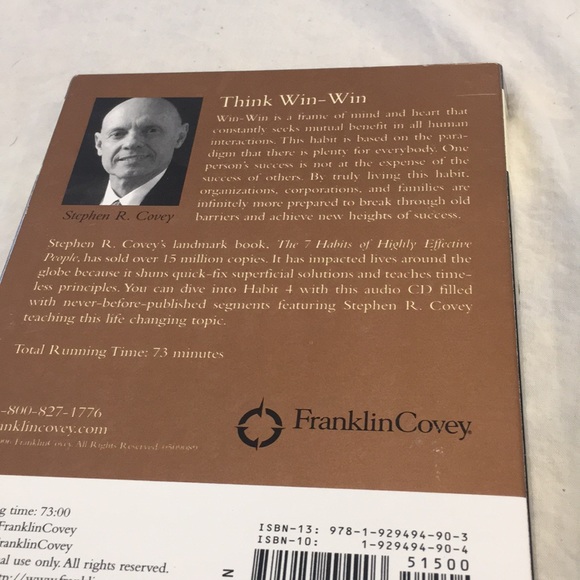 Think Win-Win
Win-Win is a frame of mind and heart that
constantly seeks mutual benefit in all human
interactions. This habit is based on the para-
digm that there is plenty for everybody. One
person's success is not at the expense of the
success of others. By truly living this habit,
organizations, corporations, and families are
infinitely more prepared to break through old
barriers and achieve new heights of success.
Stephen R. Covey
Stephen R. Covey's landmark book, The 7 Habits of Highly Effective
People, has sold over 15 million copies. It has impacted lives around the
globe because it shuns quick-fix superficial solutions and teaches time-
less principles. You can dive into Habit 4 with this audio CD filled
with never-before-published segments featuring Stephen R. Covey
teaching this life changing topic.
Total Running Time: 73 minutes
-800-827-1776
anklincovey.com
FranklinCovey. All Rights Reserved.
FranklinCovey
g time: 73:00
FranklinCovey
ranklinCovey
al use only. All rights reserved.
ISBN-13: 978-1-929494-90-3
ISBN-10: 1-929494-90-4
51500
N